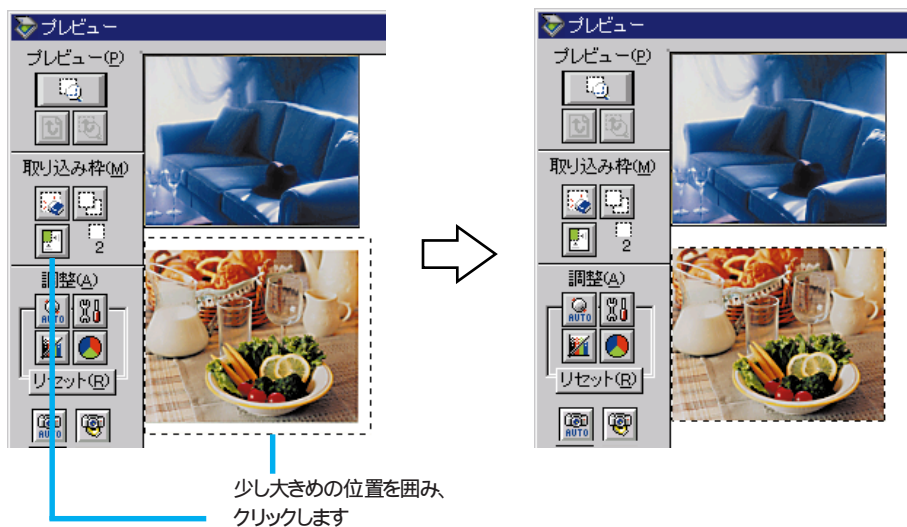 プレビュー
プレビュー(P)
取り込み枠(M)
2
調整(A)
AUTO
リセット(R)
AUTO
プレビュー
プレビュー(P)
取り込み枠(M)
2
調整(A)
AUTO
リセット(R)
AUTO
少し大きめの位置を囲み、
クリックします